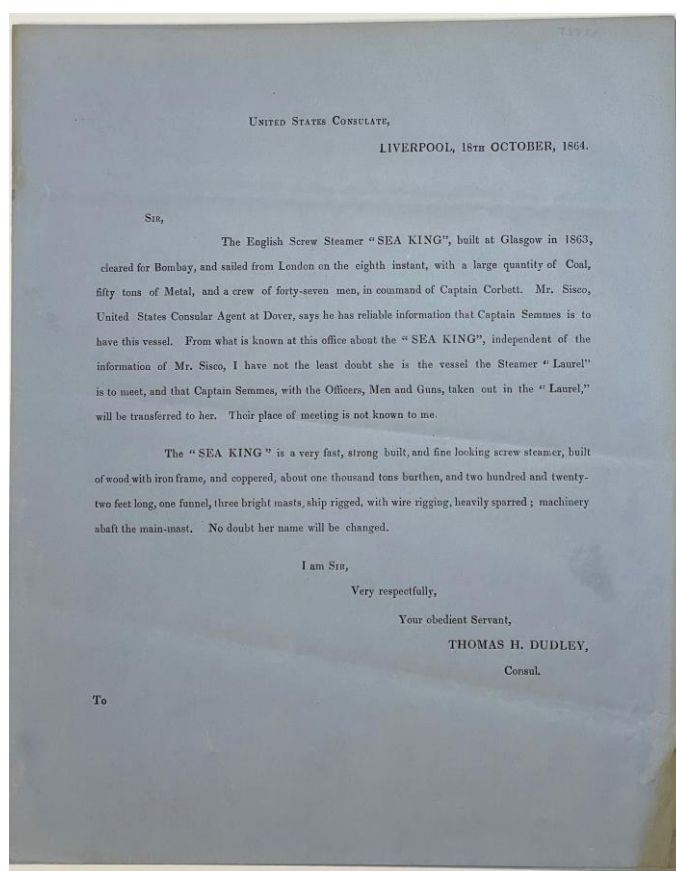 UNITED STATES CONSULATE,
LIVERPOOL, 18TH OCTOBER, 1864.
SIR,
The English Screw Steamer "SEA KING", built at Glasgow in 1863,
cleared for Bombay, and sailed from London on the eighth instant, with a large quantity of Coal,
fifty tons of Metal, and a crew of forty-seven men, in command of Captain Corbett. Mr. Sisco,
United States Consular Agent at Dover, says he has reliable information that Captain Semmes is to
have this vessel. From what is known at this office about the "SEA KING", independent of the
information of Mr. Sisco, I have not the least doubt she is the vessel the Steamer "Laurel"
is to meet, and that Captain Semmes, with the Officers, Men and Guns, taken out in the "Laurel,"
will be transferred to her. Their place of meeting is not known to me.
The "SEA KING" is a very fast, strong built, and fine looking screw steamer, built
of wood with iron frame, and coppered, about one thousand tons burthen, and two hundred and twenty-
two feet long, one funnel, three bright masts, ship rigged, with wire rigging, heavily sparred ; machinery
abaft the main-mast. No doubt her name will be changed.
I am SIR,
Very respectfully,
Your obedient Servant,
THOMAS H. DUDLEY,
Consul.
To